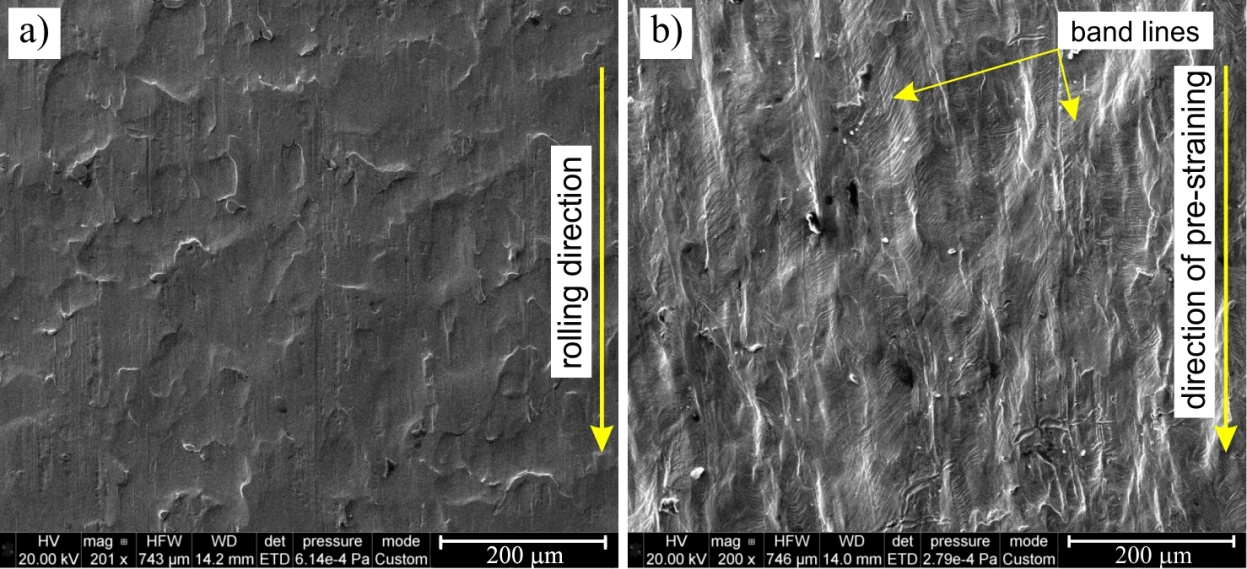 a)
rolling direction
HV mag ⊞ HFW WD det pressure mode
20.00 kV 201 x 743 µm 14.2 mm ETD 6.14e-4 Pa Custom
200 µm
b)
band lines
direction of pre-straining
HV mag ⊞ HFW WD det pressure mode
20.00 kV 200 x 746 µm 14.0 mm ETD 2.79e-4 Pa Custom
200 µm